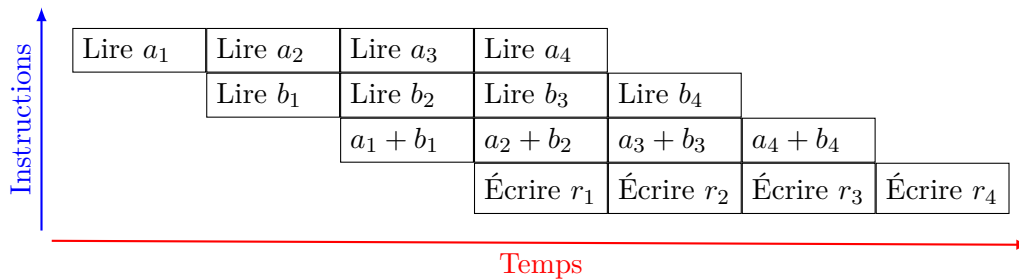 Instructions
Lire a₁ Lire a₂ Lire a₃ Lire a₄
Lire b₁ Lire b₂ Lire b₃ Lire b₄
a₁ + b₁ a₂ + b₂ a₃ + b₃ a₄ + b₄
Écrire r₁ Écrire r₂ Écrire r₃ Écrire r₄
Temps